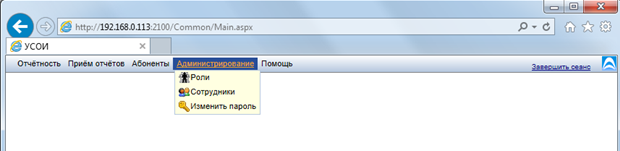 http://192.168.0.113:2100/Common/Main.aspx
УСОИ
Отчётность Приём отчётов Абоненты Администрирование Помощь Завершить сеанс
Роли
Сотрудники
Изменить пароль